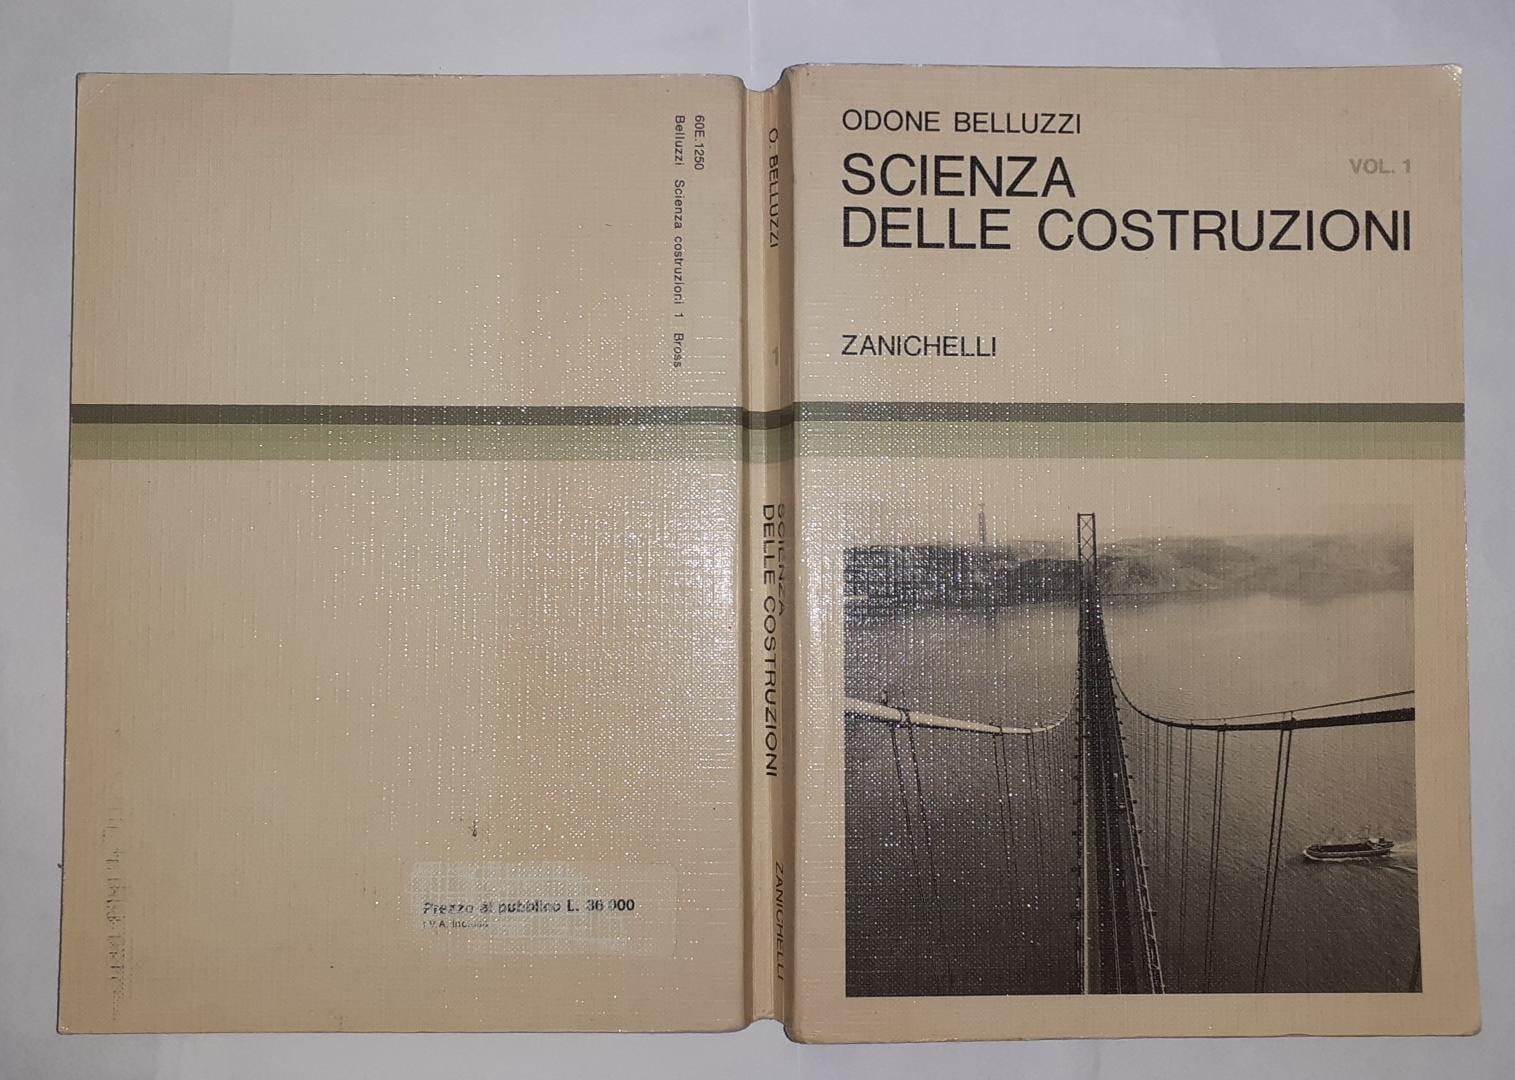 60E.1250
Belluzzi Scienza costruzioni 1 Bross
Prezzo al pubblico L. 36 000
I.V.A. inclusa
O. BELLUZZI
1
SCIENZA
DELLE COSTRUZIONI
ZANICHELLI
ODONE BELLUZZI
SCIENZA
VOL. 1
DELLE COSTRUZIONI
ZANICHELLI